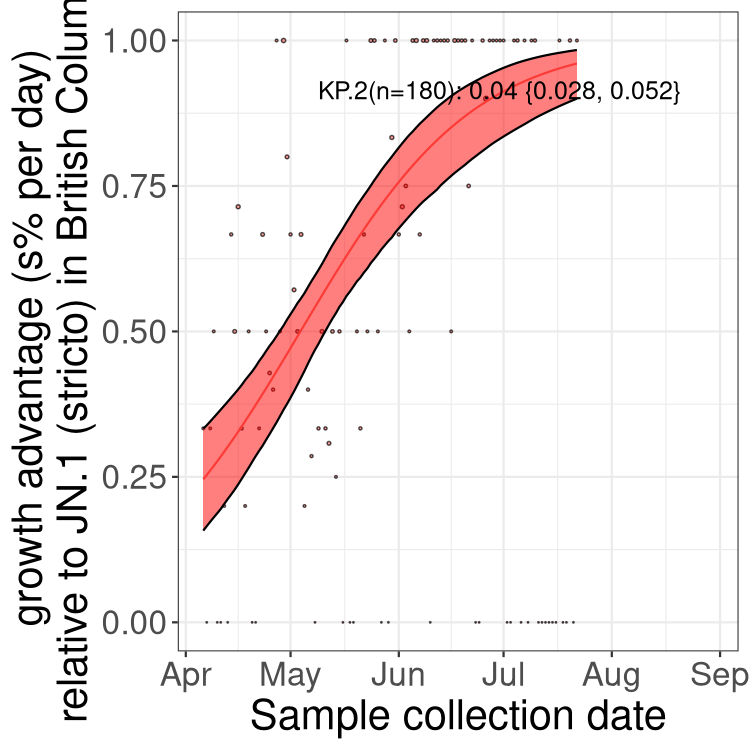 growth advantage (s% per day)
relative to JN.1 (stricto) in British Colum
1.00
0.75
0.50
0.25
0.00
KP.2(n=180): 0.04 {0.028, 0.052}
Apr May Jun Jul Aug Sep
Sample collection date